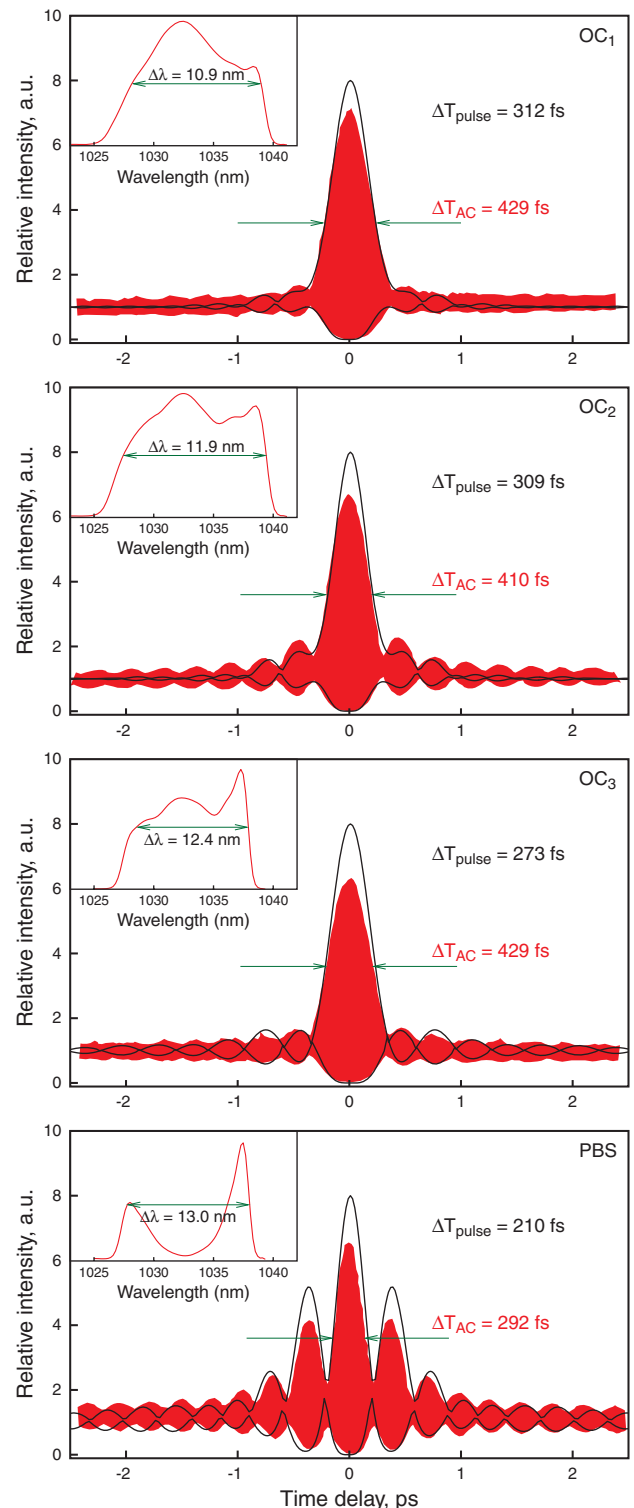 OC1
Relative intensity, a.u.
10
8
6
4
2
0
Δλ = 10.9 nm
1025 1030 1035 1040
Wavelength (nm)
ΔTpulse = 312 fs
ΔTAC = 429 fs
-2 -1 0 1 2
OC2
Relative intensity, a.u.
10
8
6
4
2
0
Δλ = 11.9 nm
1025 1030 1035 1040
Wavelength (nm)
ΔTpulse = 309 fs
ΔTAC = 410 fs
-2 -1 0 1 2
OC3
Relative intensity, a.u.
10
8
6
4
2
0
Δλ = 12.4 nm
1025 1030 1035 1040
Wavelength (nm)
ΔTpulse = 273 fs
ΔTAC = 429 fs
-2 -1 0 1 2
PBS
Relative intensity, a.u.
10
8
6
4
2
0
Δλ = 13.0 nm
1025 1030 1035 1040
Wavelength (nm)
ΔTpulse = 210 fs
ΔTAC = 292 fs
-2 -1 0 1 2
Time delay, ps